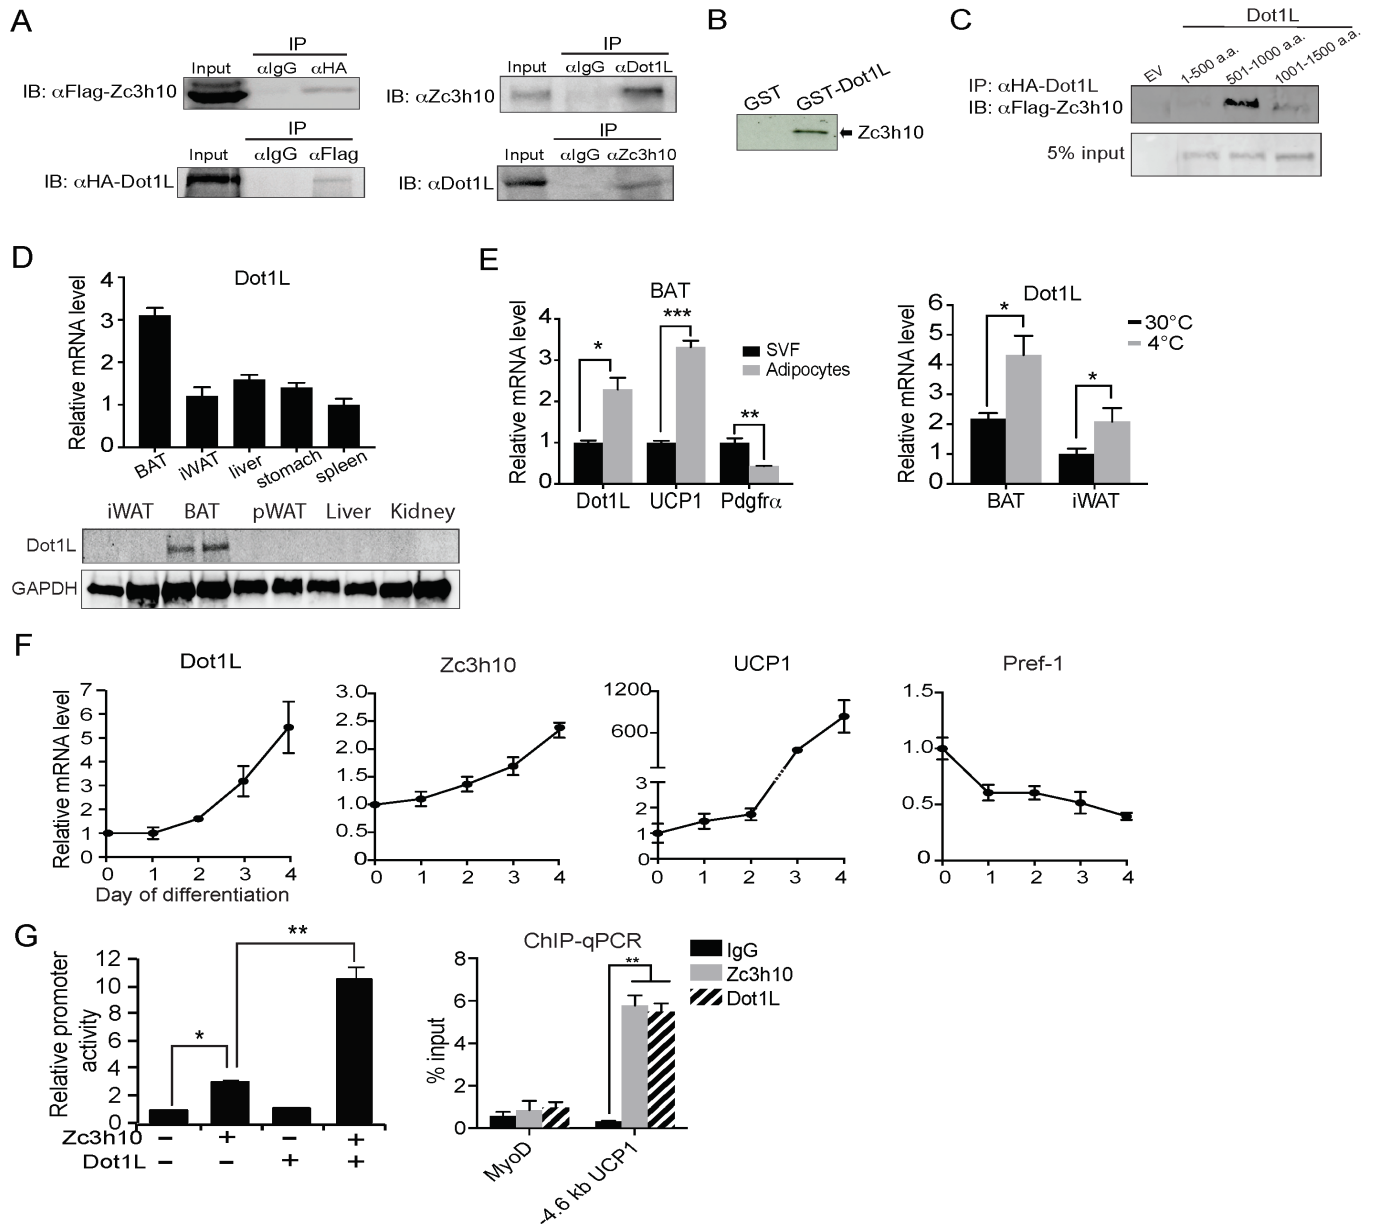 A
IP
Input αIgG αHA
IB: αFlag-Zc3h10
IP
Input αIgG αFlag
IB: αHA-Dot1L
IP
Input αIgG αDot1L
IB: αZc3h10
IP
Input αIgG αZc3h10
IB: αDot1L
B
GST GST-Dot1L
Zc3h10
C
Dot1L
EV 1-500 a.a. 501-1000 a.a. 1001-1500 a.a.
IP: αHA-Dot1L
IB: αFlag-Zc3h10
5% input
D
Dot1L
Relative mRNA level
4
3
2
1
0
BAT iWAT liver stomach spleen
iWAT BAT pWAT Liver Kidney
Dot1L
GAPDH
E
BAT
Relative mRNA level
4
3
2
1
0
* *** **
SVF
Adipocytes
Dot1L UCP1 Pdgfrα
Dot1L
Relative mRNA level
6
5
4
3
2
1
0
* *
30°C
4°C
BAT iWAT
F
Dot1L
Relative mRNA level
7
6
5
4
3
2
1
0
0 1 2 3 4
Day of differentiation
Zc3h10
3.0
2.5
2.0
1.5
1.0
0.5
0
0 1 2 3 4
UCP1
1200
600
3
2
1
0
0 1 2 3 4
Pref-1
1.5
1.0
0.5
0
0 1 2 3 4
G
Relative promoter
activity
12
10
8
6
4
2
0
* **
Zc3h10 – + – +
Dot1L – – + +
ChIP-qPCR
% input
8
6
4
2
0
**
IgG
Zc3h10
Dot1L
MyoD -4.6 kb UCP1